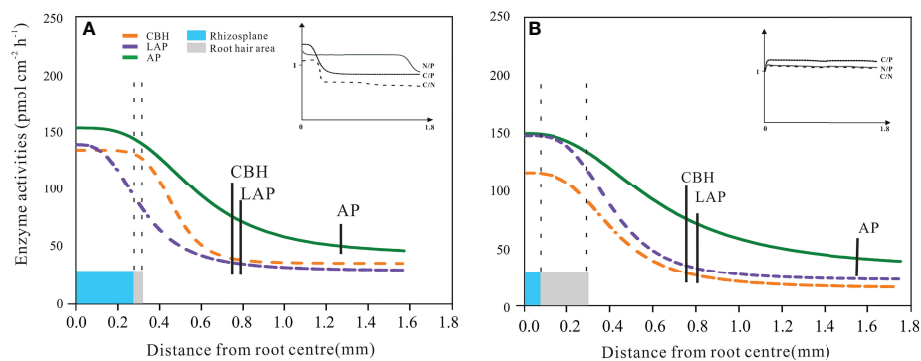 A
Enzyme activities (pmol cm⁻² h⁻¹)
250
200
150
100
50
0
CBH
LAP
AP
Rhizosplane
Root hair area
1
N/P
C/P
C/N
0
1.8
CBH
LAP
AP
0.0 0.2 0.4 0.6 0.8 1.0 1.2 1.4 1.6 1.8
Distance from root centre(mm)
B
250
200
150
100
50
0
1
C/P
N/P
C/N
0
1.8
CBH
LAP
AP
0.0 0.2 0.4 0.6 0.8 1.0 1.2 1.4 1.6 1.8
Distance from root centre(mm)